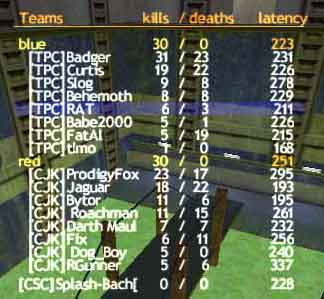 Teams kills / deaths latency
blue 30 / 0 223
[TPC]Badger 31 / 23 231
[TPC]Curtis 19 / 22 226
[TPC]Slog 9 / 8 278
[TPC]Behemoth 8 / 8 229
[TPC]RAT 6 / 3 211
[TPC]Babe2000 5 / 1 226
[TPC]FatAl 5 / 19 215
[TPC] 1 / 0 168
red 30 / 0 251
[CJK]ProdigyFox 23 / 17 295
[CJK]Jaguar 18 / 22 193
[CJK]Bytor 11 / 6 195
[CJK] Roachman 11 / 15 261
[CJK]Darth Maul 7 / 7 232
[CJK] 6 / 11 256
[CJK] Dog_Boy 5 / 0 240
[CJK]RGunner 5 / 6 337
[CSC]Splash-Bach[ 0 / 0 228